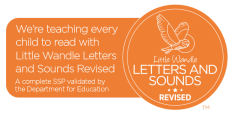 We're teaching every
child to read with
Little Wandle Letters
and Sounds Revised
A complete SSP validated by
the Department for Education
Little Wandle
LETTERS AND
SOUNDS
REVISED
TM